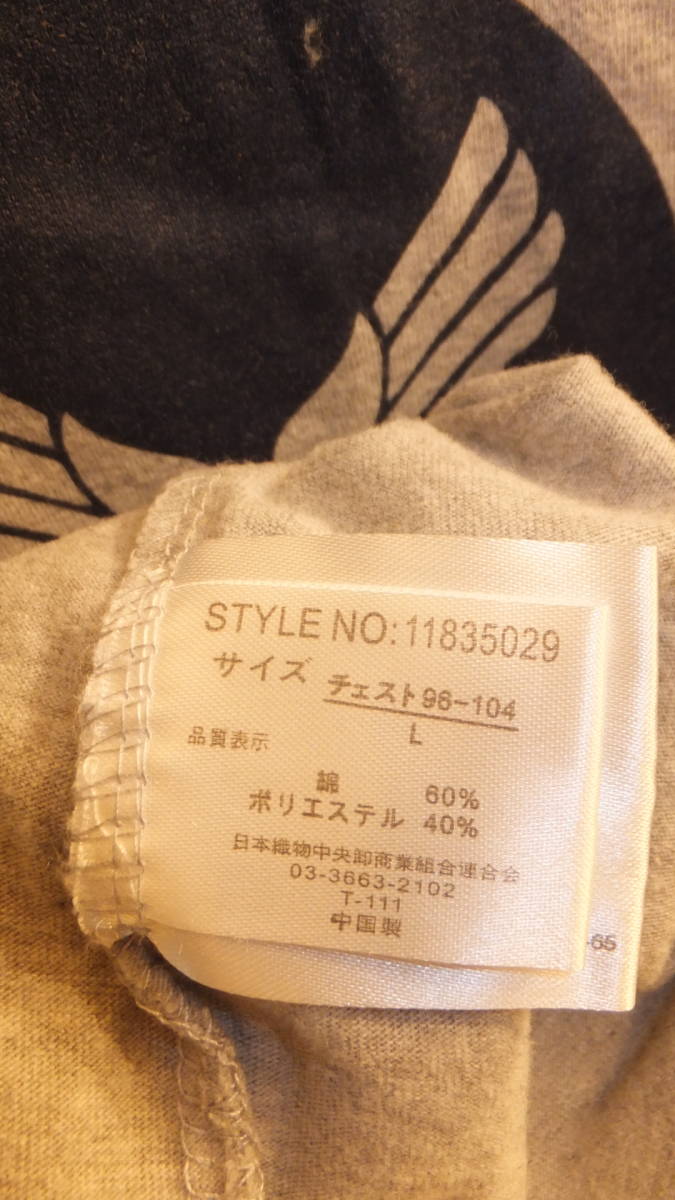 STYLE NO:11835029
サイズ チェスト96-104
L
品質表示
綿 60%
ポリエステル 40%
日本織物中央卸商業組合連合会
03-3663-2102
T-111
中国製
-65